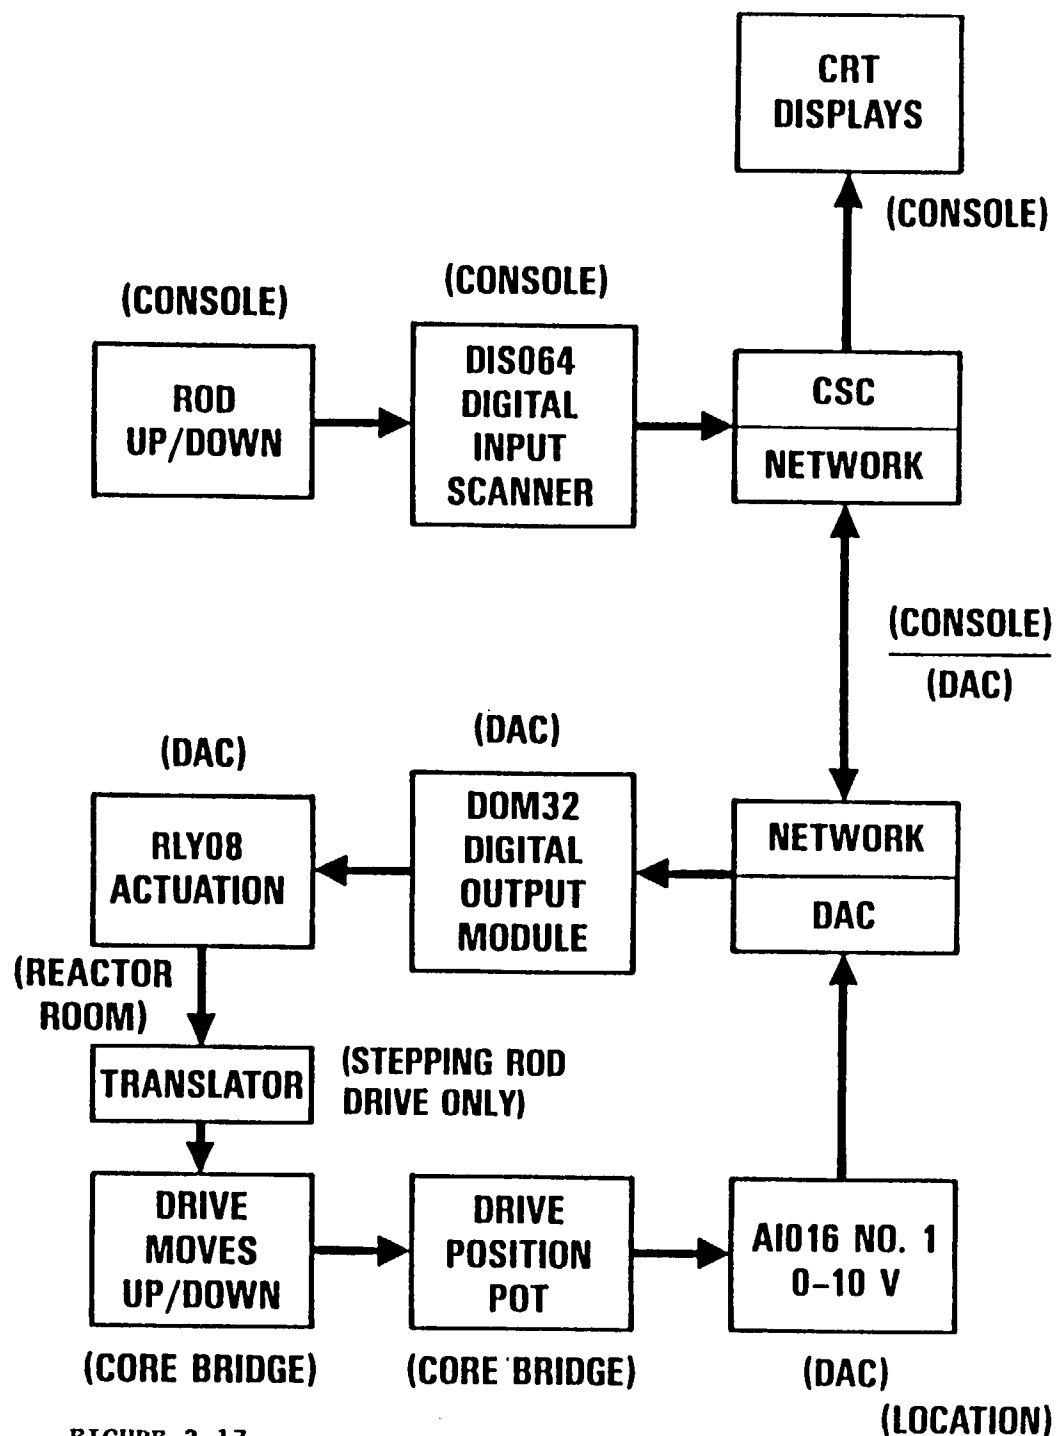 CRT
DISPLAYS
(CONSOLE)
(CONSOLE)
(CONSOLE)
ROD
UP/DOWN
DIS064
DIGITAL
INPUT
SCANNER
CSC
NETWORK
(CONSOLE)
(DAC)
(DAC)
(DAC)
RLY08
ACTUATION
DOM32
DIGITAL
OUTPUT
MODULE
NETWORK
DAC
(REACTOR
ROOM)
TRANSLATOR
(STEPPING ROD
DRIVE ONLY)
DRIVE
MOVES
UP/DOWN
DRIVE
POSITION
POT
AI016 NO. 1
0–10 V
(CORE BRIDGE)
(CORE BRIDGE)
(DAC)
(LOCATION)